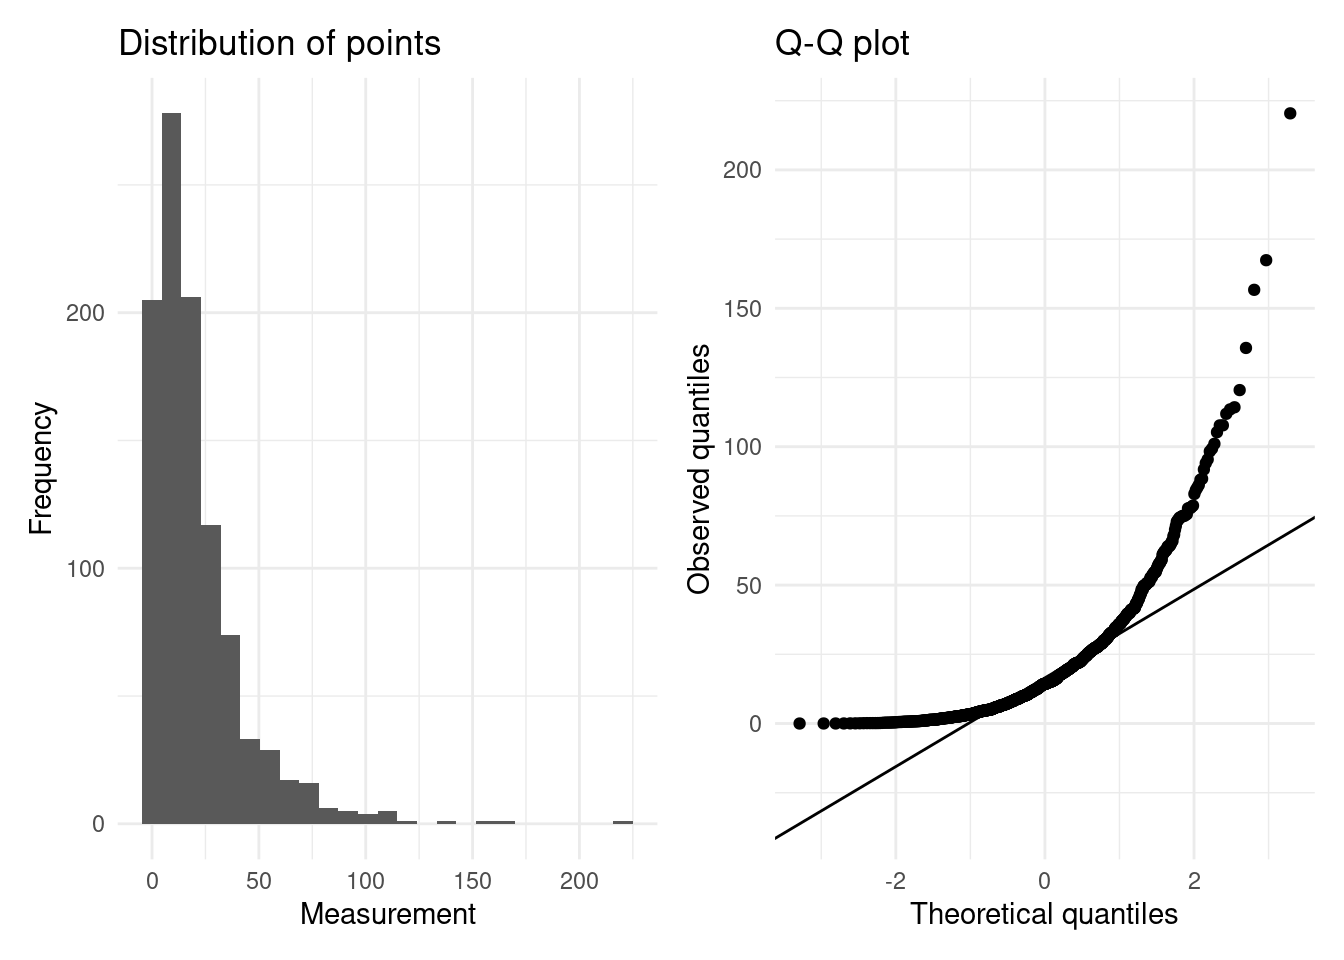 Distribution of points
Frequency
200
100
0
0 50 100 150 200
Measurement
Q-Q plot
Observed quantiles
200
150
100
50
0
-2 0 2
Theoretical quantiles